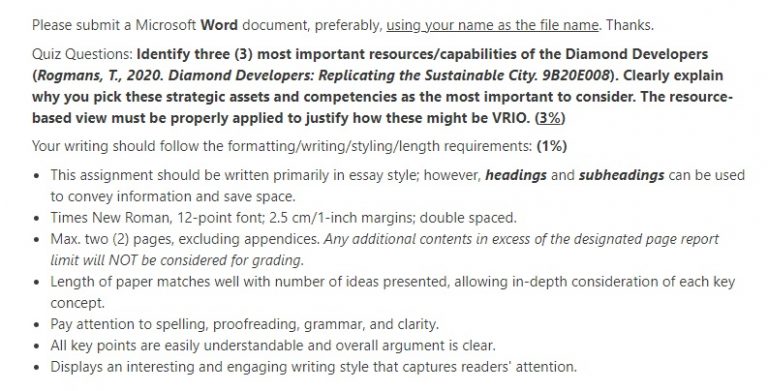 Please submit a Microsoft Word document, preferably, using your name as the file name. Thanks.
Quiz Questions: Identify three (3) most important resources/capabilities of the Diamond Developers
(Rogmans, T., 2020. Diamond Developers: Replicating the Sustainable City. 9B20E008). Clearly explain
why you pick these strategic assets and competencies as the most important to consider. The resource-
based view must be properly applied to justify how these might be VRIO. (3%)
Your writing should follow the formatting/writing/styling/length requirements: (1%)
• This assignment should be written primarily in essay style; however, headings and subheadings can be used
to convey information and save space.
• Times New Roman, 12-point font; 2.5 cm/1-inch margins; double spaced.
• Max. two (2) pages, excluding appendices. Any additional contents in excess of the designated page report
limit will NOT be considered for grading.
• Length of paper matches well with number of ideas presented, allowing in-depth consideration of each key
concept.
• Pay attention to spelling, proofreading, grammar, and clarity.
• All key points are easily understandable and overall argument is clear.
• Displays an interesting and engaging writing style that captures readers' attention.